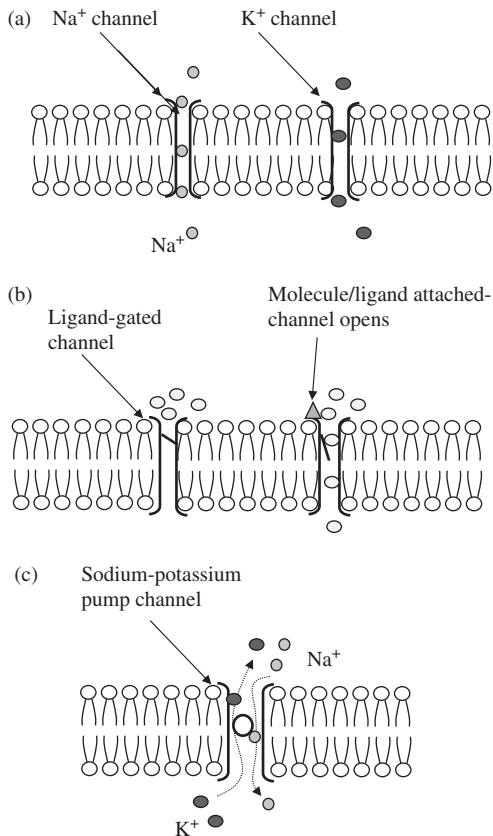 (a)
Na⁺ channel
K⁺ channel
Na⁺
(b)
Ligand-gated
channel
Molecule/ligand attached-
channel opens
(c)
Sodium-potassium
pump channel
Na⁺
K⁺